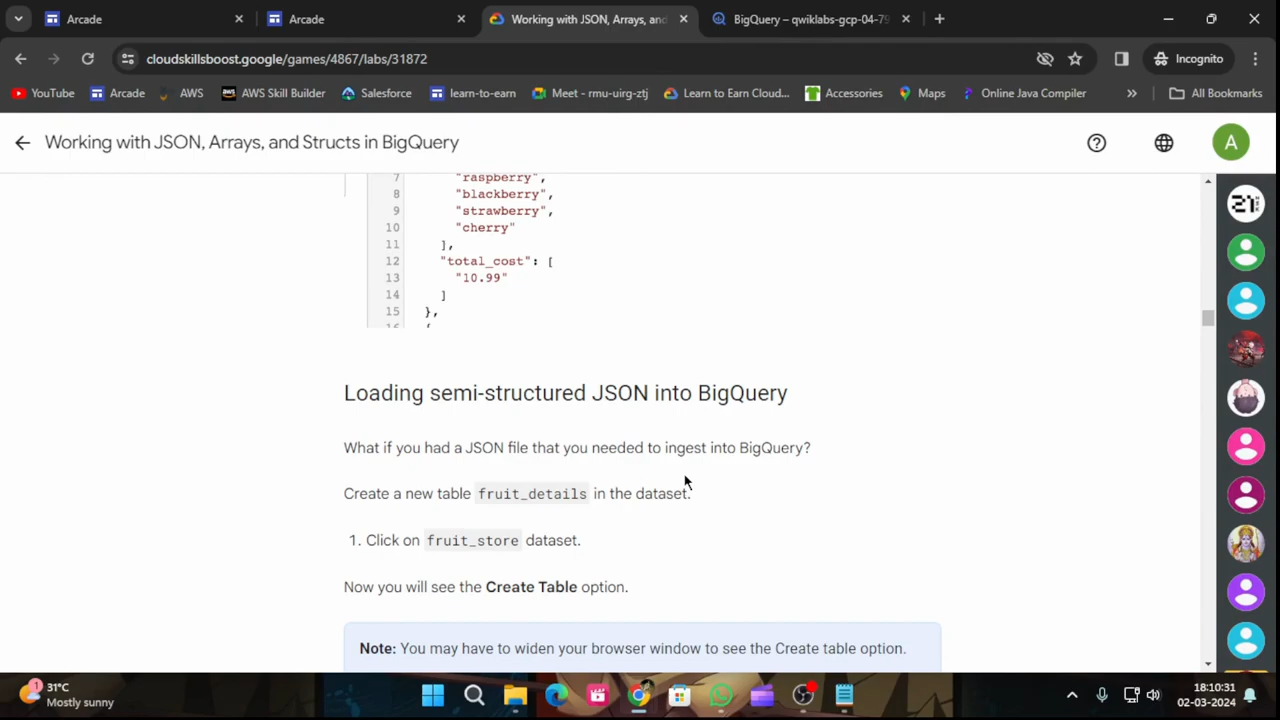 Arcade
Arcade
Working with JSON, Arrays, and
BigQuery – qwiklabs-gcp-04-79
cloudskillsboost.google/games/4867/labs/31872
Incognito
YouTube
Arcade
AWS
AWS Skill Builder
Salesforce
learn-to-earn
Meet - rmu-uirg-ztj
Learn to Earn Cloud...
Accessories
Maps
Online Java Compiler
All Bookmarks
Working with JSON, Arrays, and Structs in BigQuery
A
7 "raspberry",
8 "blackberry",
9 "strawberry",
10 "cherry"
11 ],
12 "total_cost": [
13 "10.99"
14 ]
15 },
16 {
Loading semi-structured JSON into BigQuery
What if you had a JSON file that you needed to ingest into BigQuery?
Create a new table fruit_details in the dataset.
1. Click on fruit_store dataset.
Now you will see the Create Table option.
Note: You may have to widen your browser window to see the Create table option.
1
31°C
Mostly sunny
18:10:31
02-03-2024